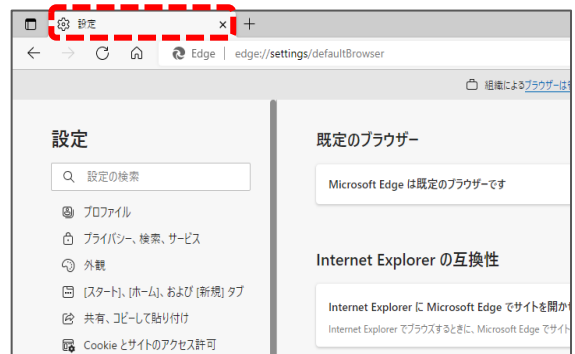 設定
Edge | edge://settings/defaultBrowser
組織によるブラウザーは
設定
設定の検索
プロファイル
プライバシー、検索、サービス
外観
[スタート]、[ホーム]、および [新規] タブ
共有、コピーして貼り付け
Cookie とサイトのアクセス許可
既定のブラウザー
Microsoft Edge は既定のブラウザーです
Internet Explorer の互換性
Internet Explorer に Microsoft Edge でサイトを開か
Internet Explorer でブラウズするときに、Microsoft Edge でサイト